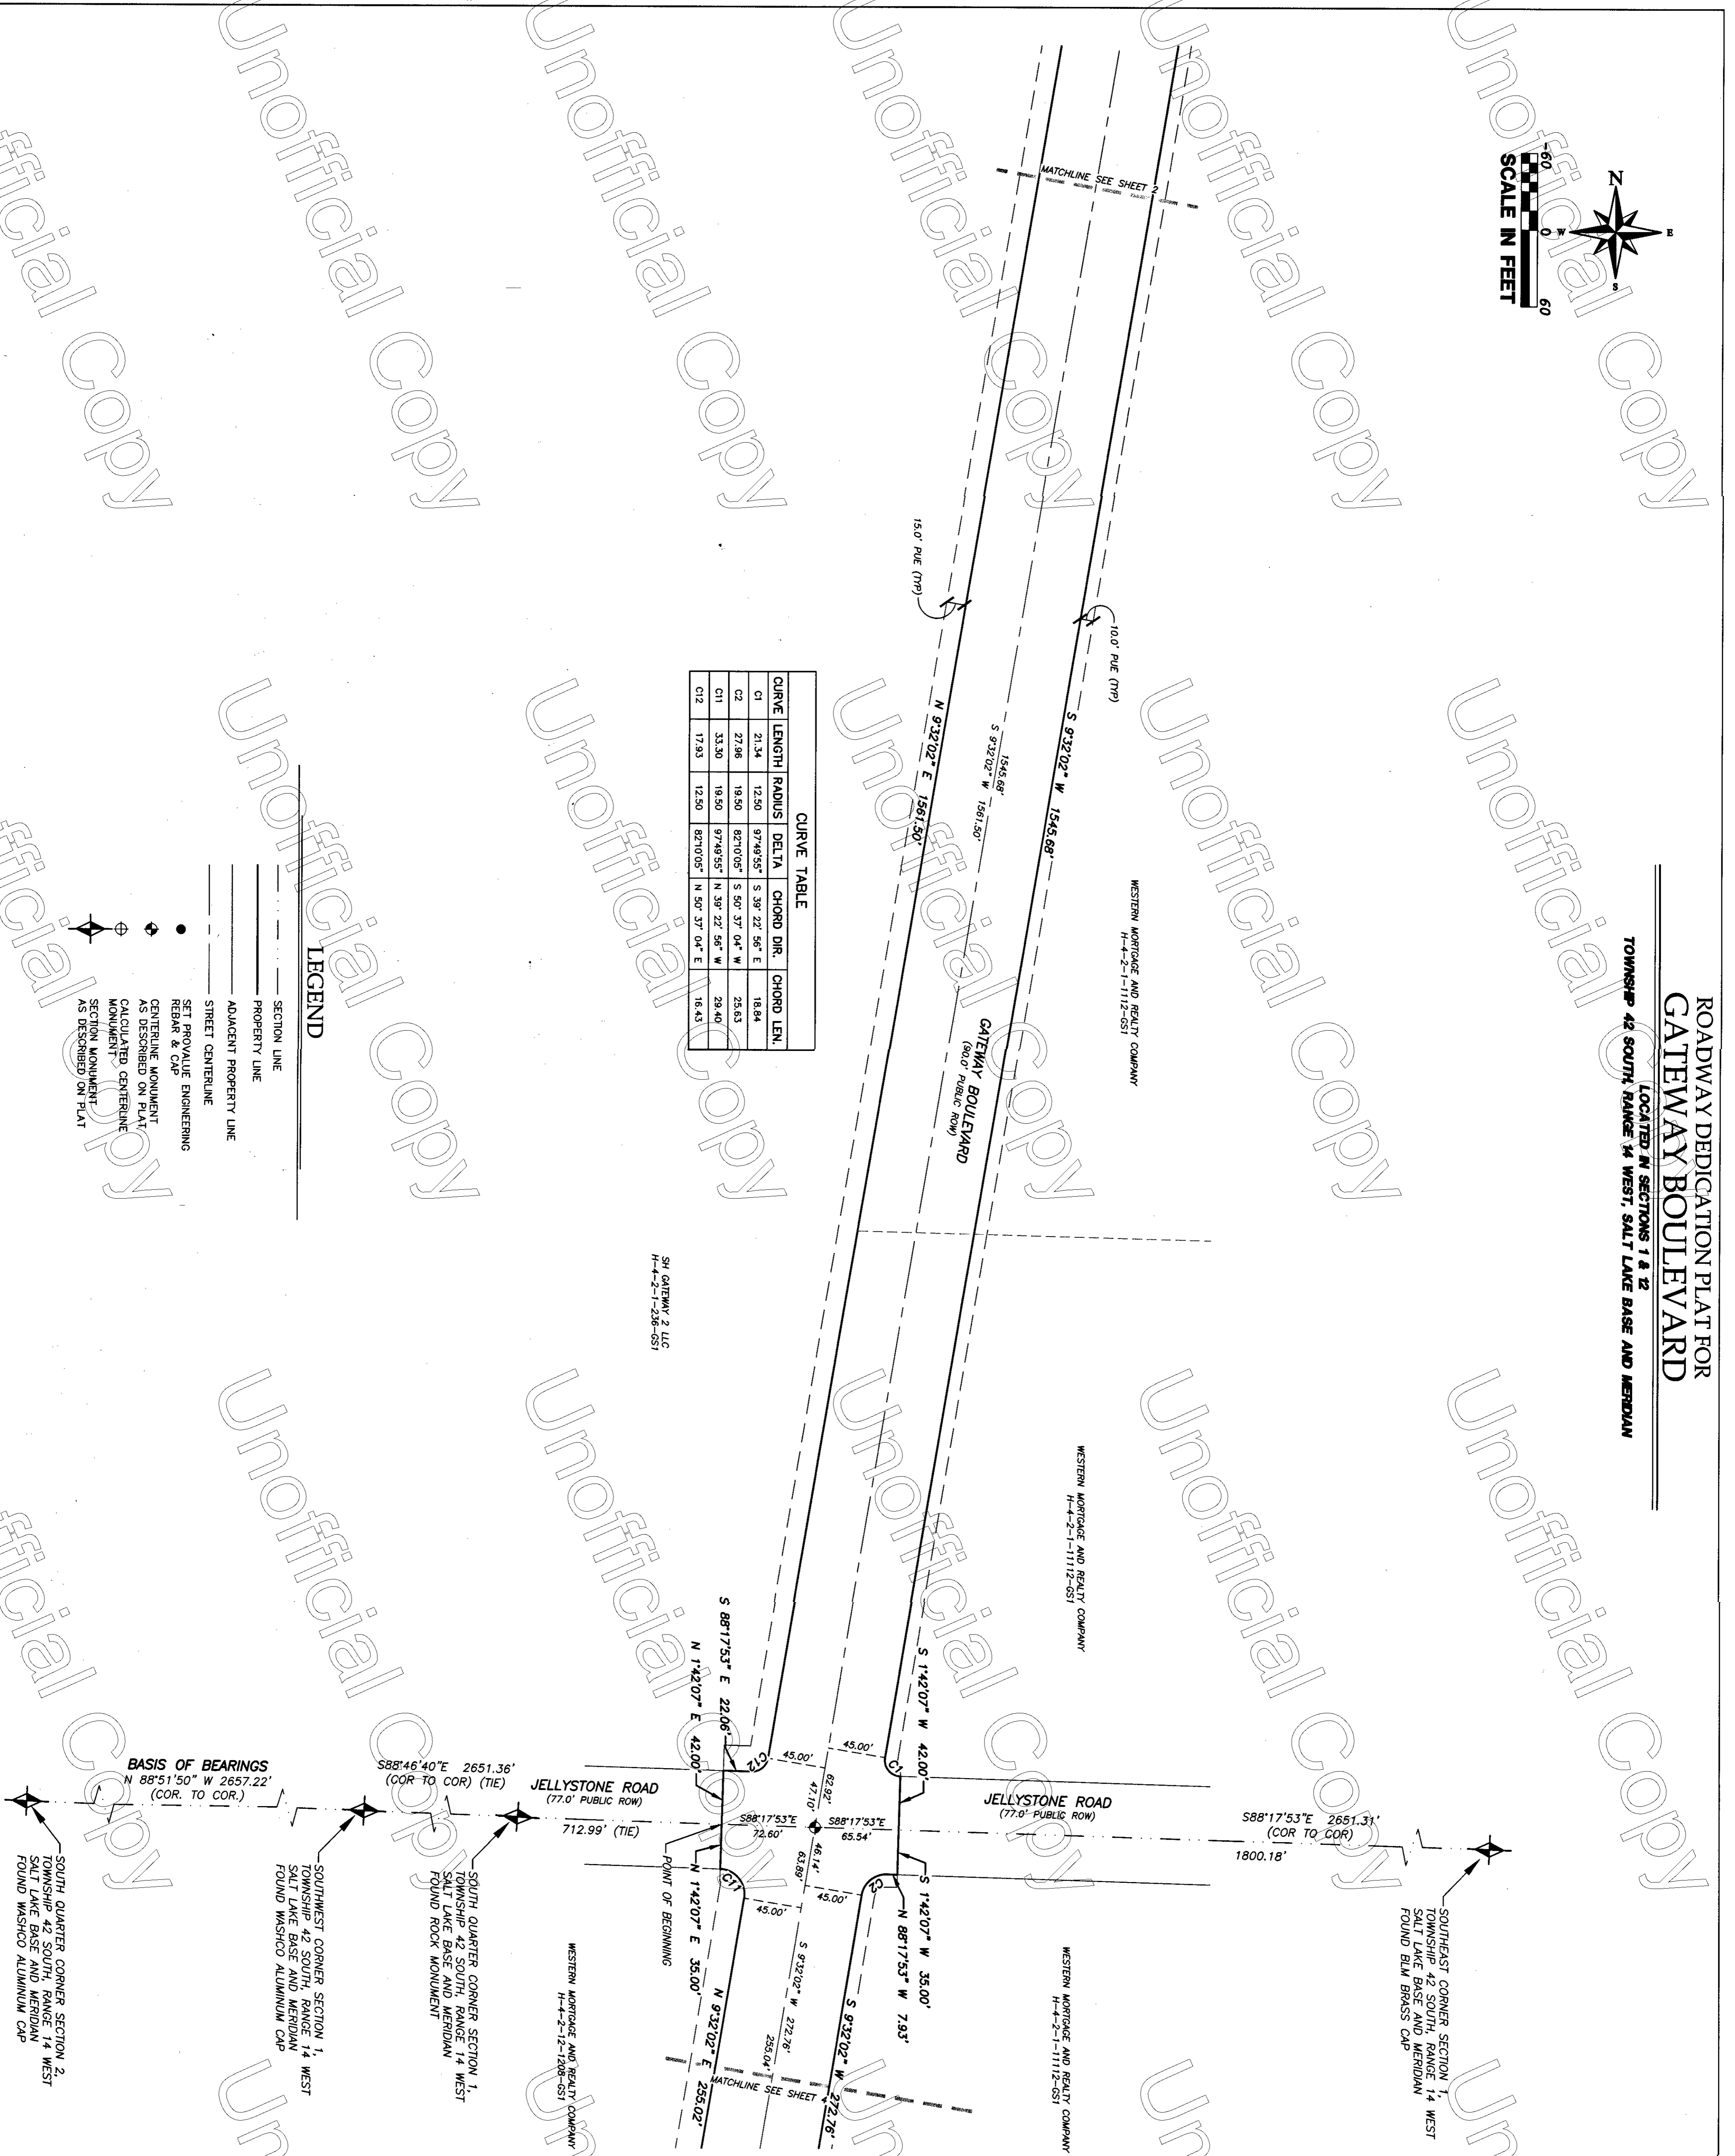 ROADWAY DEDICATION PLAT FOR
GATEWAY BOULEVARD
LOCATED IN SECTIONS 1 & 12
TOWNSHIP 42 SOUTH, RANGE 14 WEST, SALT LAKE BASE AND MERIDIAN
N
E
S
W
-60 0 60
SCALE IN FEET
MATCHLINE SEE SHEET 2
15.0' PUE (TYP)
10.0' PUE (TYP)
S 9°32'02" W 1545.68'
1545.68'
S 9°32'02" W 1561.50'
N 9°32'02" E 1561.50'
WESTERN MORTGAGE AND REALTY COMPANY
H-4-2-1-1112-GS1
GATEWAY BOULEVARD
(90.0' PUBLIC ROW)
WESTERN MORTGAGE AND REALTY COMPANY
H-4-2-1-11112-GS1
SH GATEWAY 2 LLC
H-4-2-1-236-GS1
CURVE TABLE
CURVE LENGTH RADIUS DELTA CHORD DIR. CHORD LEN.
C1 21.34 12.50 97°49'55" S 39° 22' 56" E 18.84
C2 27.96 19.50 82°10'05" S 50° 37' 04" W 25.63
C11 33.30 19.50 97°49'55" N 39° 22' 56" W 29.40
C12 17.93 12.50 82°10'05" N 50° 37' 04" E 16.43
LEGEND
SECTION LINE
PROPERTY LINE
ADJACENT PROPERTY LINE
STREET CENTERLINE
SET PROVALUE ENGINEERING
REBAR & CAP
CENTERLINE MONUMENT
AS DESCRIBED ON PLAT
CALCULATED CENTERLINE
MONUMENT
SECTION MONUMENT
AS DESCRIBED ON PLAT
S 88°17'53" E 22.06'
N 1°42'07" E 42.00'
S 1°42'07" W 42.00'
C12
C1
45.00'
45.00'
62.92'
47.10'
BASIS OF BEARINGS
N 88°51'50" W 2657.22'
(COR. TO COR.)
S88°46'40"E 2651.36'
(COR TO COR) (TIE)
JELLYSTONE ROAD
(77.0' PUBLIC ROW)
712.99' (TIE)
S88°17'53"E
72.60'
S88°17'53"E
65.54'
JELLYSTONE ROAD
(77.0' PUBLIC ROW)
S88°17'53"E 2651.31'
(COR TO COR)
1800.18'
46.14'
63.89'
C11
C2
45.00'
45.00'
POINT OF BEGINNING
N 1°42'07" E 35.00'
S 1°42'07" W 35.00'
N 88°17'53" W 7.93'
N 9°32'02" E 255.02'
S 9°32'02" W 272.76'
255.04'
S 9°32'02" W 272.76'
MATCHLINE SEE SHEET 4
WESTERN MORTGAGE AND REALTY COMPANY
H-4-2-12-1208-GS1
WESTERN MORTGAGE AND REALTY COMPANY
H-4-2-1-11112-GS1
SOUTH QUARTER CORNER SECTION 2,
TOWNSHIP 42 SOUTH, RANGE 14 WEST
SALT LAKE BASE AND MERIDIAN
FOUND WASHCO ALUMINUM CAP
SOUTHWEST CORNER SECTION 1,
TOWNSHIP 42 SOUTH, RANGE 14 WEST
SALT LAKE BASE AND MERIDIAN
FOUND WASHCO ALUMINUM CAP
SOUTH QUARTER CORNER SECTION 1,
TOWNSHIP 42 SOUTH, RANGE 14 WEST
SALT LAKE BASE AND MERIDIAN
FOUND ROCK MONUMENT
SOUTHEAST CORNER SECTION 1,
TOWNSHIP 42 SOUTH, RANGE 14 WEST
SALT LAKE BASE AND MERIDIAN
FOUND BLM BRASS CAP
Unofficial Copy